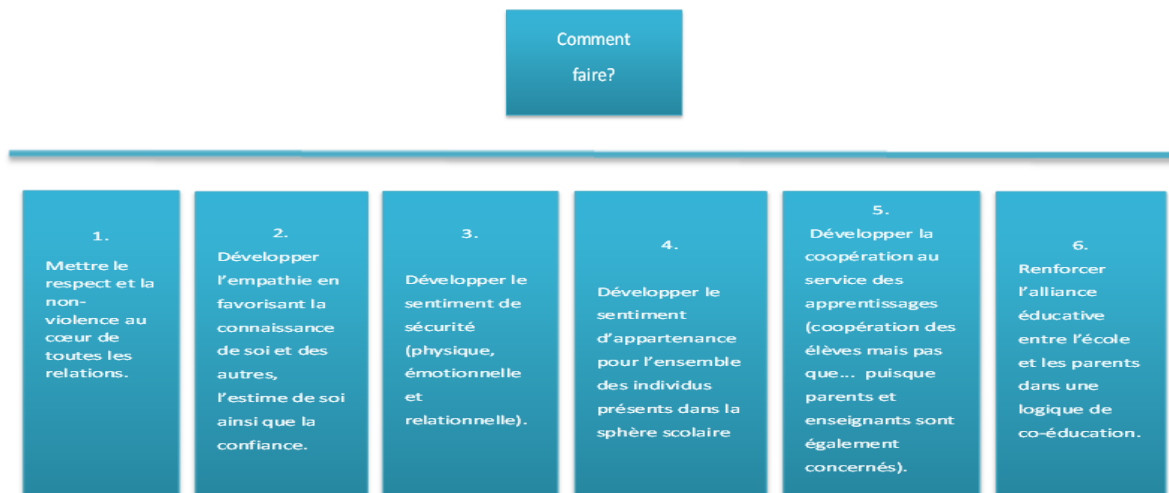 Comment
faire?
1.
Mettre le
respect et la
non-
violence au
cœur de
toutes les
relations.
2.
Développer
l'empathie en
favorisant la
connaissance
de soi et des
autres,
l'estime de soi
ainsi que la
confiance.
3.
Développer le
sentiment de
sécurité
(physique,
émotionnelle
et
relationnelle).
4.
Développer le
sentiment
d'appartenance
pour l'ensemble
des individus
présents dans la
sphère scolaire
5.
Développer la
coopération au
service des
apprentissages
(coopération des
élèves mais pas
que... puisque
parents et
enseignants sont
également
concernés).
6.
Renforcer
l'alliance
éducative
entre l'école
et les parents
dans une
logique de
co-éducation.